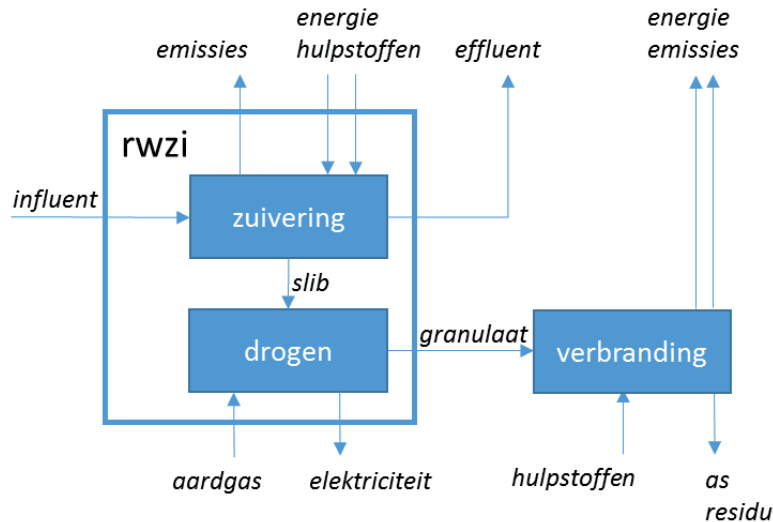 energie
emissies hulpstoffen effluent
energie
emissies
rwzi
influent
zuivering
slib
drogen
granulaat
verbranding
aardgas
elektriciteit
hulpstoffen
as
residu